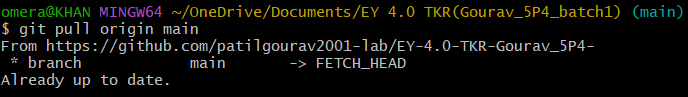 omera@KHAN MINGW64 ~/OneDrive/Documents/EY 4.0 TKR(Gourav_5P4_batch1) (main)
$ git pull origin main
From https://github.com/patilgourav2001-lab/EY-4.0-TKR-Gourav_5P4-
 * branch            main       -> FETCH_HEAD
Already up to date.